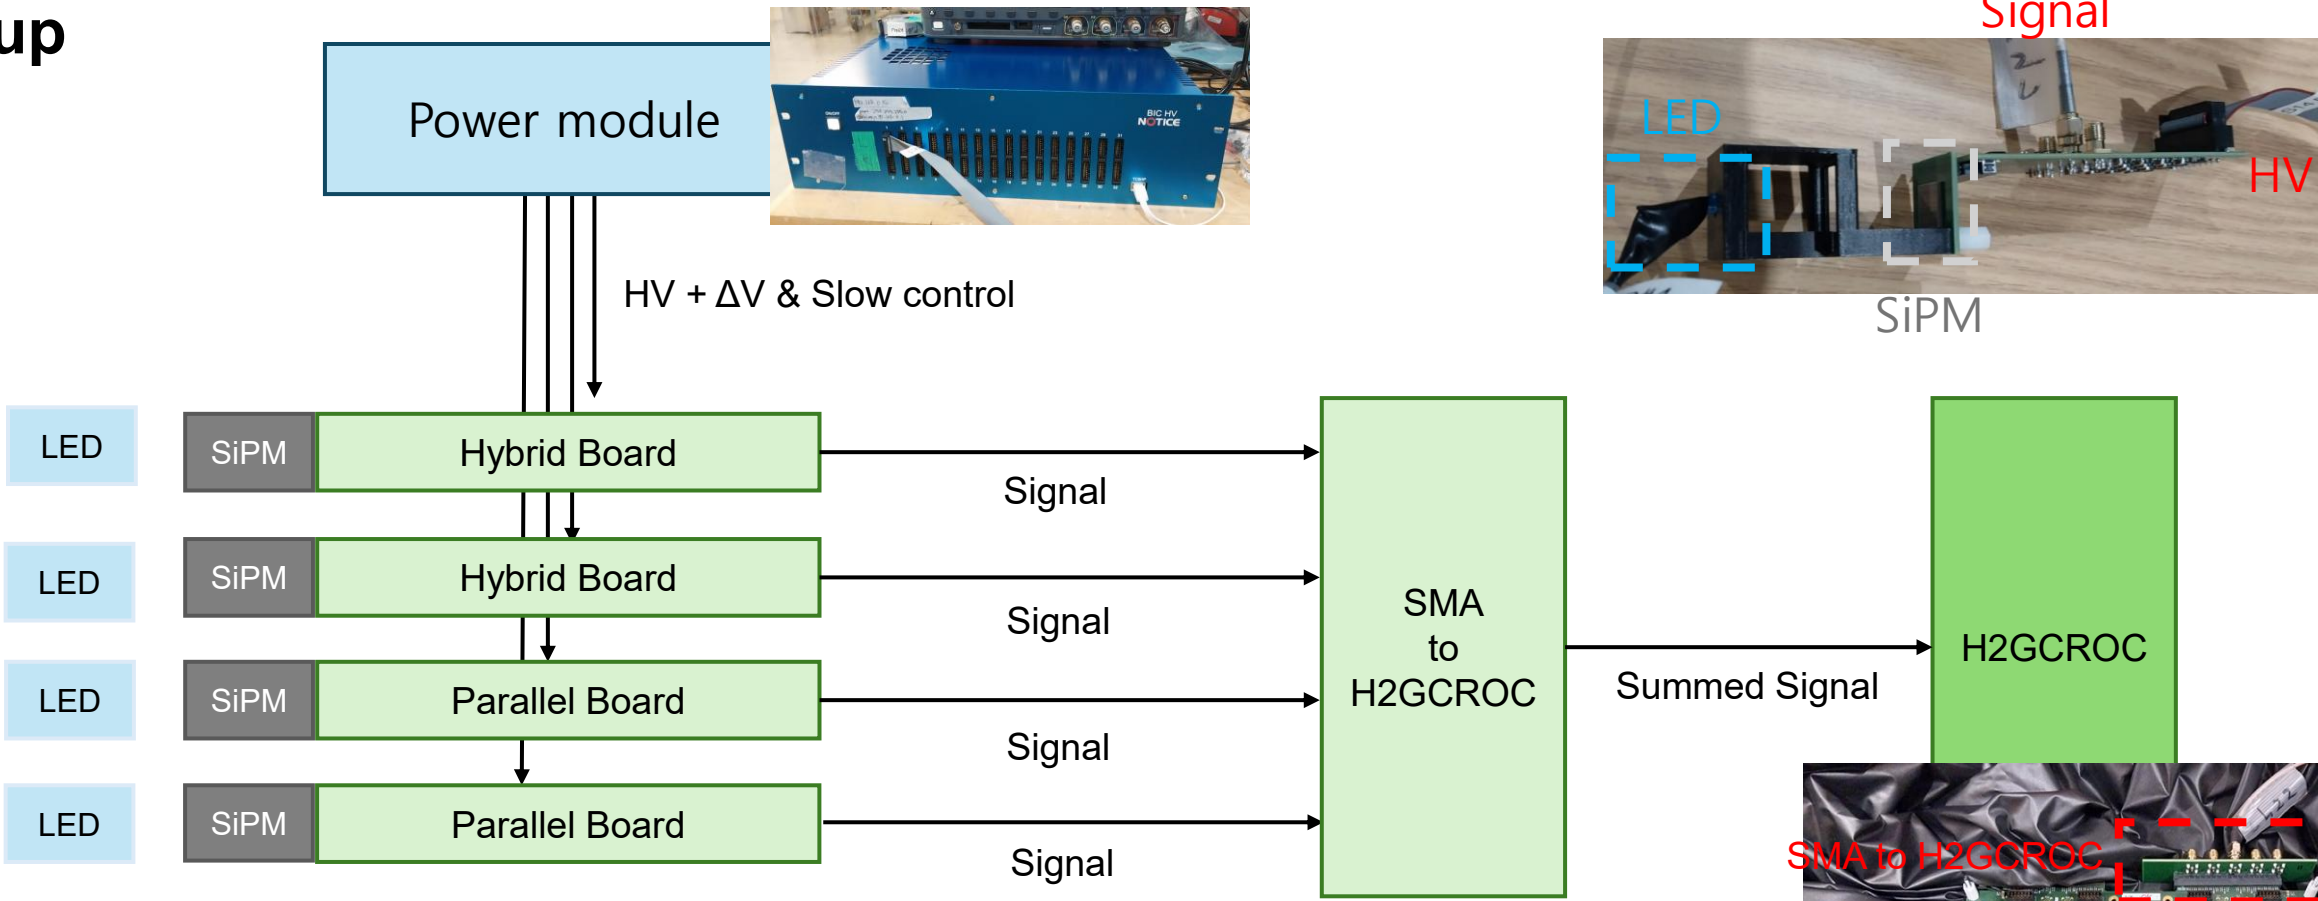 up
Power module
BIC HV
NOTICE
Signal
LED
HV
SiPM
HV + ΔV & Slow control
LED
SiPM
Hybrid Board
Signal
LED
SiPM
Hybrid Board
Signal
LED
SiPM
Parallel Board
Signal
LED
SiPM
Parallel Board
Signal
SMA
to
H2GCROC
Summed Signal
H2GCROC
SMA to H2GCROC